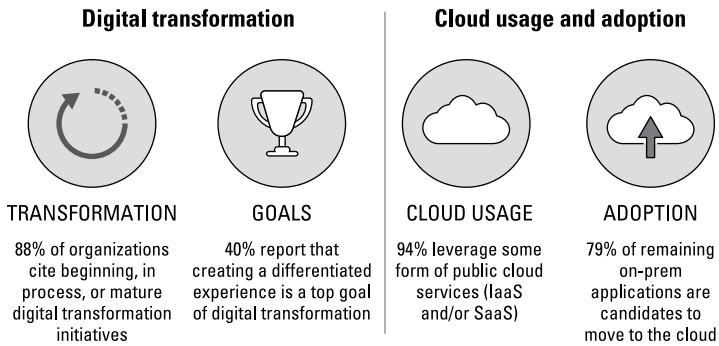 Digital transformation
Cloud usage and adoption
TRANSFORMATION
88% of organizations
cite beginning, in
process, or mature
digital transformation
initiatives
GOALS
40% report that
creating a differentiated
experience is a top goal
of digital transformation
CLOUD USAGE
94% leverage some
form of public cloud
services (IaaS
and/or SaaS)
ADOPTION
79% of remaining
on-prem
applications are
candidates to
move to the cloud